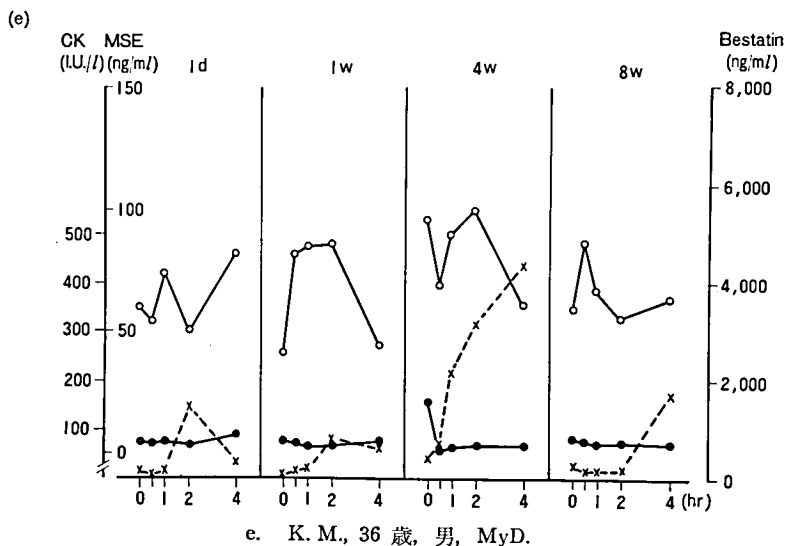 (e)
CK MSE Bestatin
(I.U./l) (ng/ml) 1d 1w 4w 8w (ng/ml)
150 8,000
100 6,000
500
400 4,000
50
300
200 2,000
100 0
0
0 1 2 4 0 1 2 4 0 1 2 4 0 1 2 4 (hr)
e. K. M., 36 歳, 男, MyD.